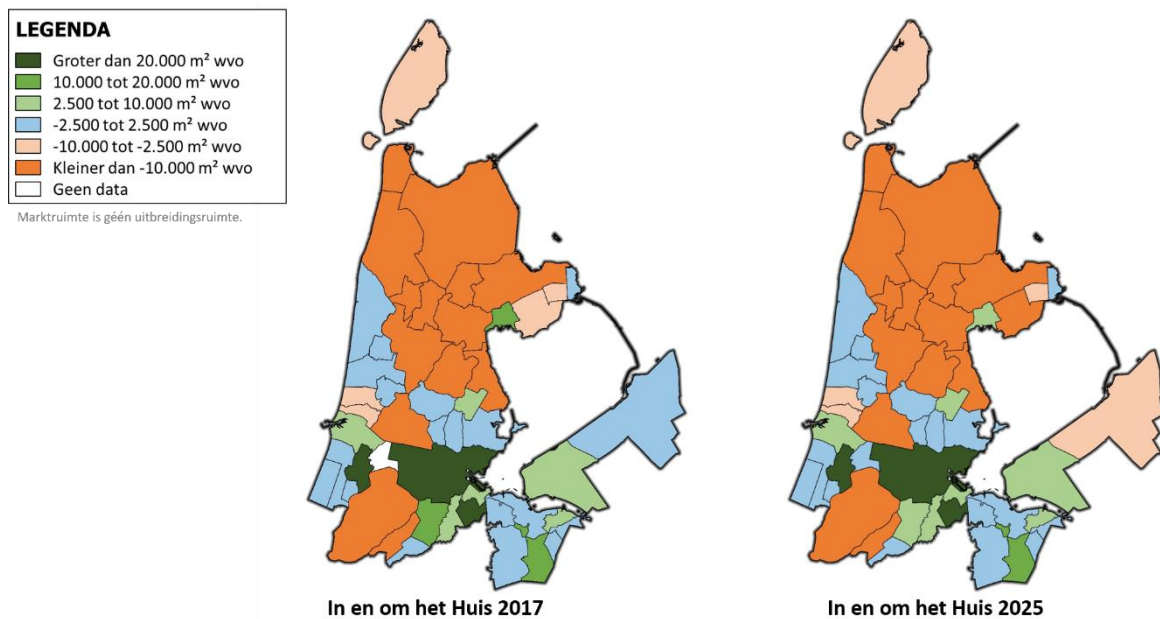 LEGENDA
Groter dan 20.000 m² wvo
10.000 tot 20.000 m² wvo
2.500 tot 10.000 m² wvo
-2.500 tot 2.500 m² wvo
-10.000 tot -2.500 m² wvo
Kleiner dan -10.000 m² wvo
Geen data
Marktruimte is géén uitbreidingsruimte.
In en om het Huis 2017
In en om het Huis 2025